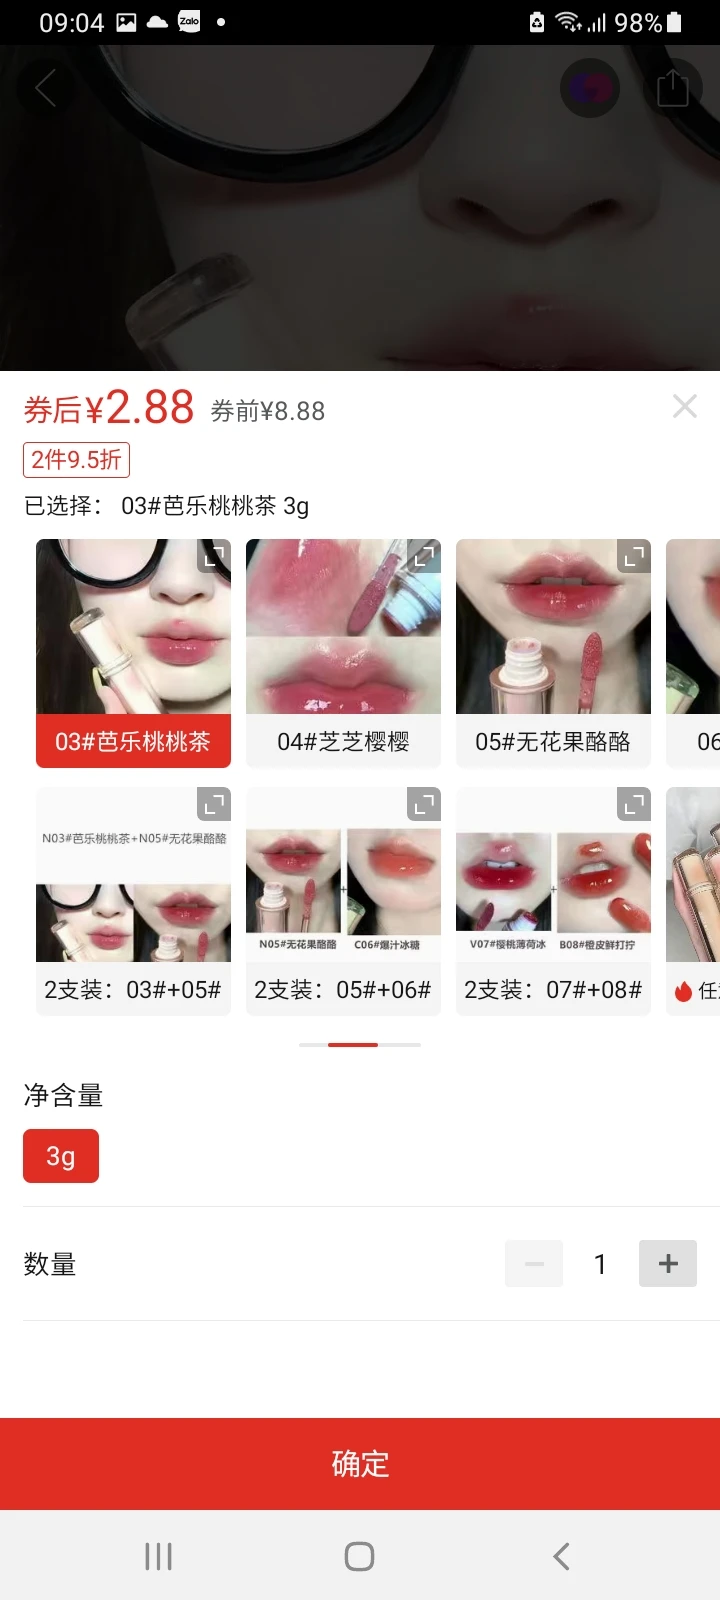 09:04 Zalo 98%
券后¥2.88 券前¥8.88
2件9.5折
已选择： 03#芭乐桃桃茶 3g
03#芭乐桃桃茶
04#芝芝樱樱
05#无花果酪酪
06
N03#芭乐桃桃茶+N05#无花果酪酪
2支装：03#+05#
N05#无花果酪酪 + C06#爆汁冰糖
2支装：05#+06#
V07#樱桃薄荷冰 + B08#橙皮鲜打拧
2支装：07#+08#
任
净含量
3g
数量
1
确定